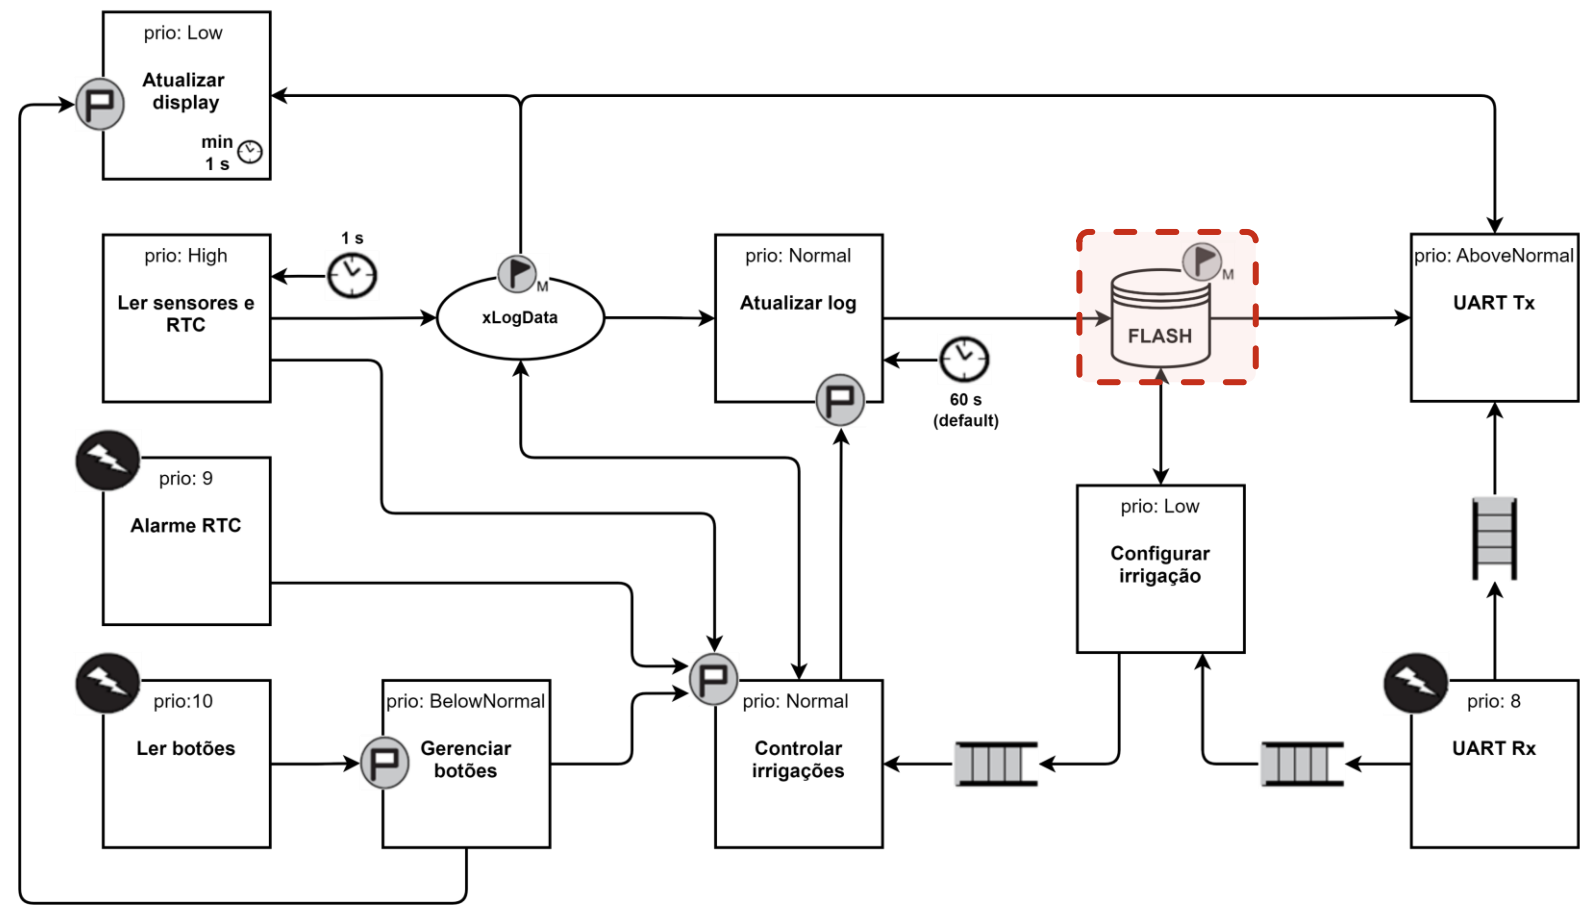 prio: Low
Atualizar
display
min
1 s
prio: High
Ler sensores e
RTC
1 s
M
xLogData
prio: Normal
Atualizar log
60 s
(default)
M
FLASH
prio: AboveNormal
UART Tx
prio: 9
Alarme RTC
prio: Low
Configurar
irrigação
prio:10
Ler botões
prio: BelowNormal
Gerenciar
botões
prio: Normal
Controlar
irrigações
prio: 8
UART Rx